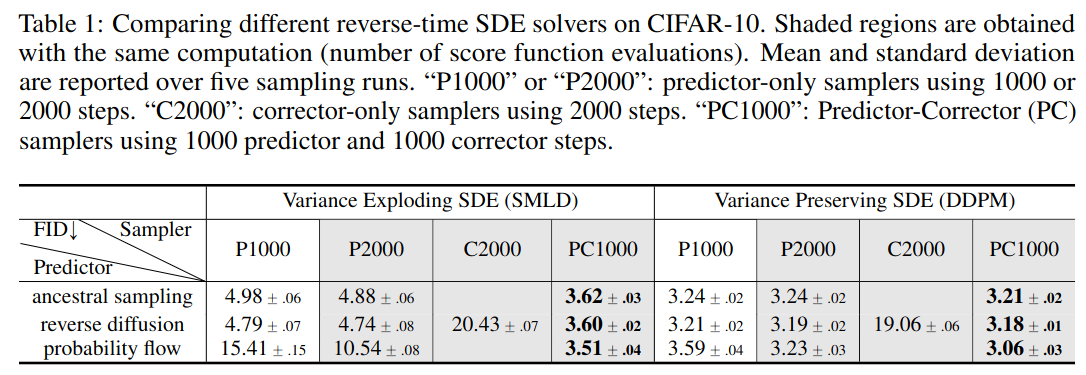 Table 1: Comparing different reverse-time SDE solvers on CIFAR-10. Shaded regions are obtained
with the same computation (number of score function evaluations). Mean and standard deviation
are reported over five sampling runs. “P1000” or “P2000”: predictor-only samplers using 1000 or
2000 steps. “C2000”: corrector-only samplers using 2000 steps. “PC1000”: Predictor-Corrector (PC)
samplers using 1000 predictor and 1000 corrector steps.
Variance Exploding SDE (SMLD) Variance Preserving SDE (DDPM)
FID↓ Sampler
P1000 P2000 C2000 PC1000 P1000 P2000 C2000 PC1000
Predictor
ancestral sampling 4.98 ± .06 4.88 ± .06 3.62 ± .03 3.24 ± .02 3.24 ± .02 3.21 ± .02
reverse diffusion 4.79 ± .07 4.74 ± .08 20.43 ± .07 3.60 ± .02 3.21 ± .02 3.19 ± .02 19.06 ± .06 3.18 ± .01
probability flow 15.41 ± .15 10.54 ± .08 3.51 ± .04 3.59 ± .04 3.23 ± .03 3.06 ± .03